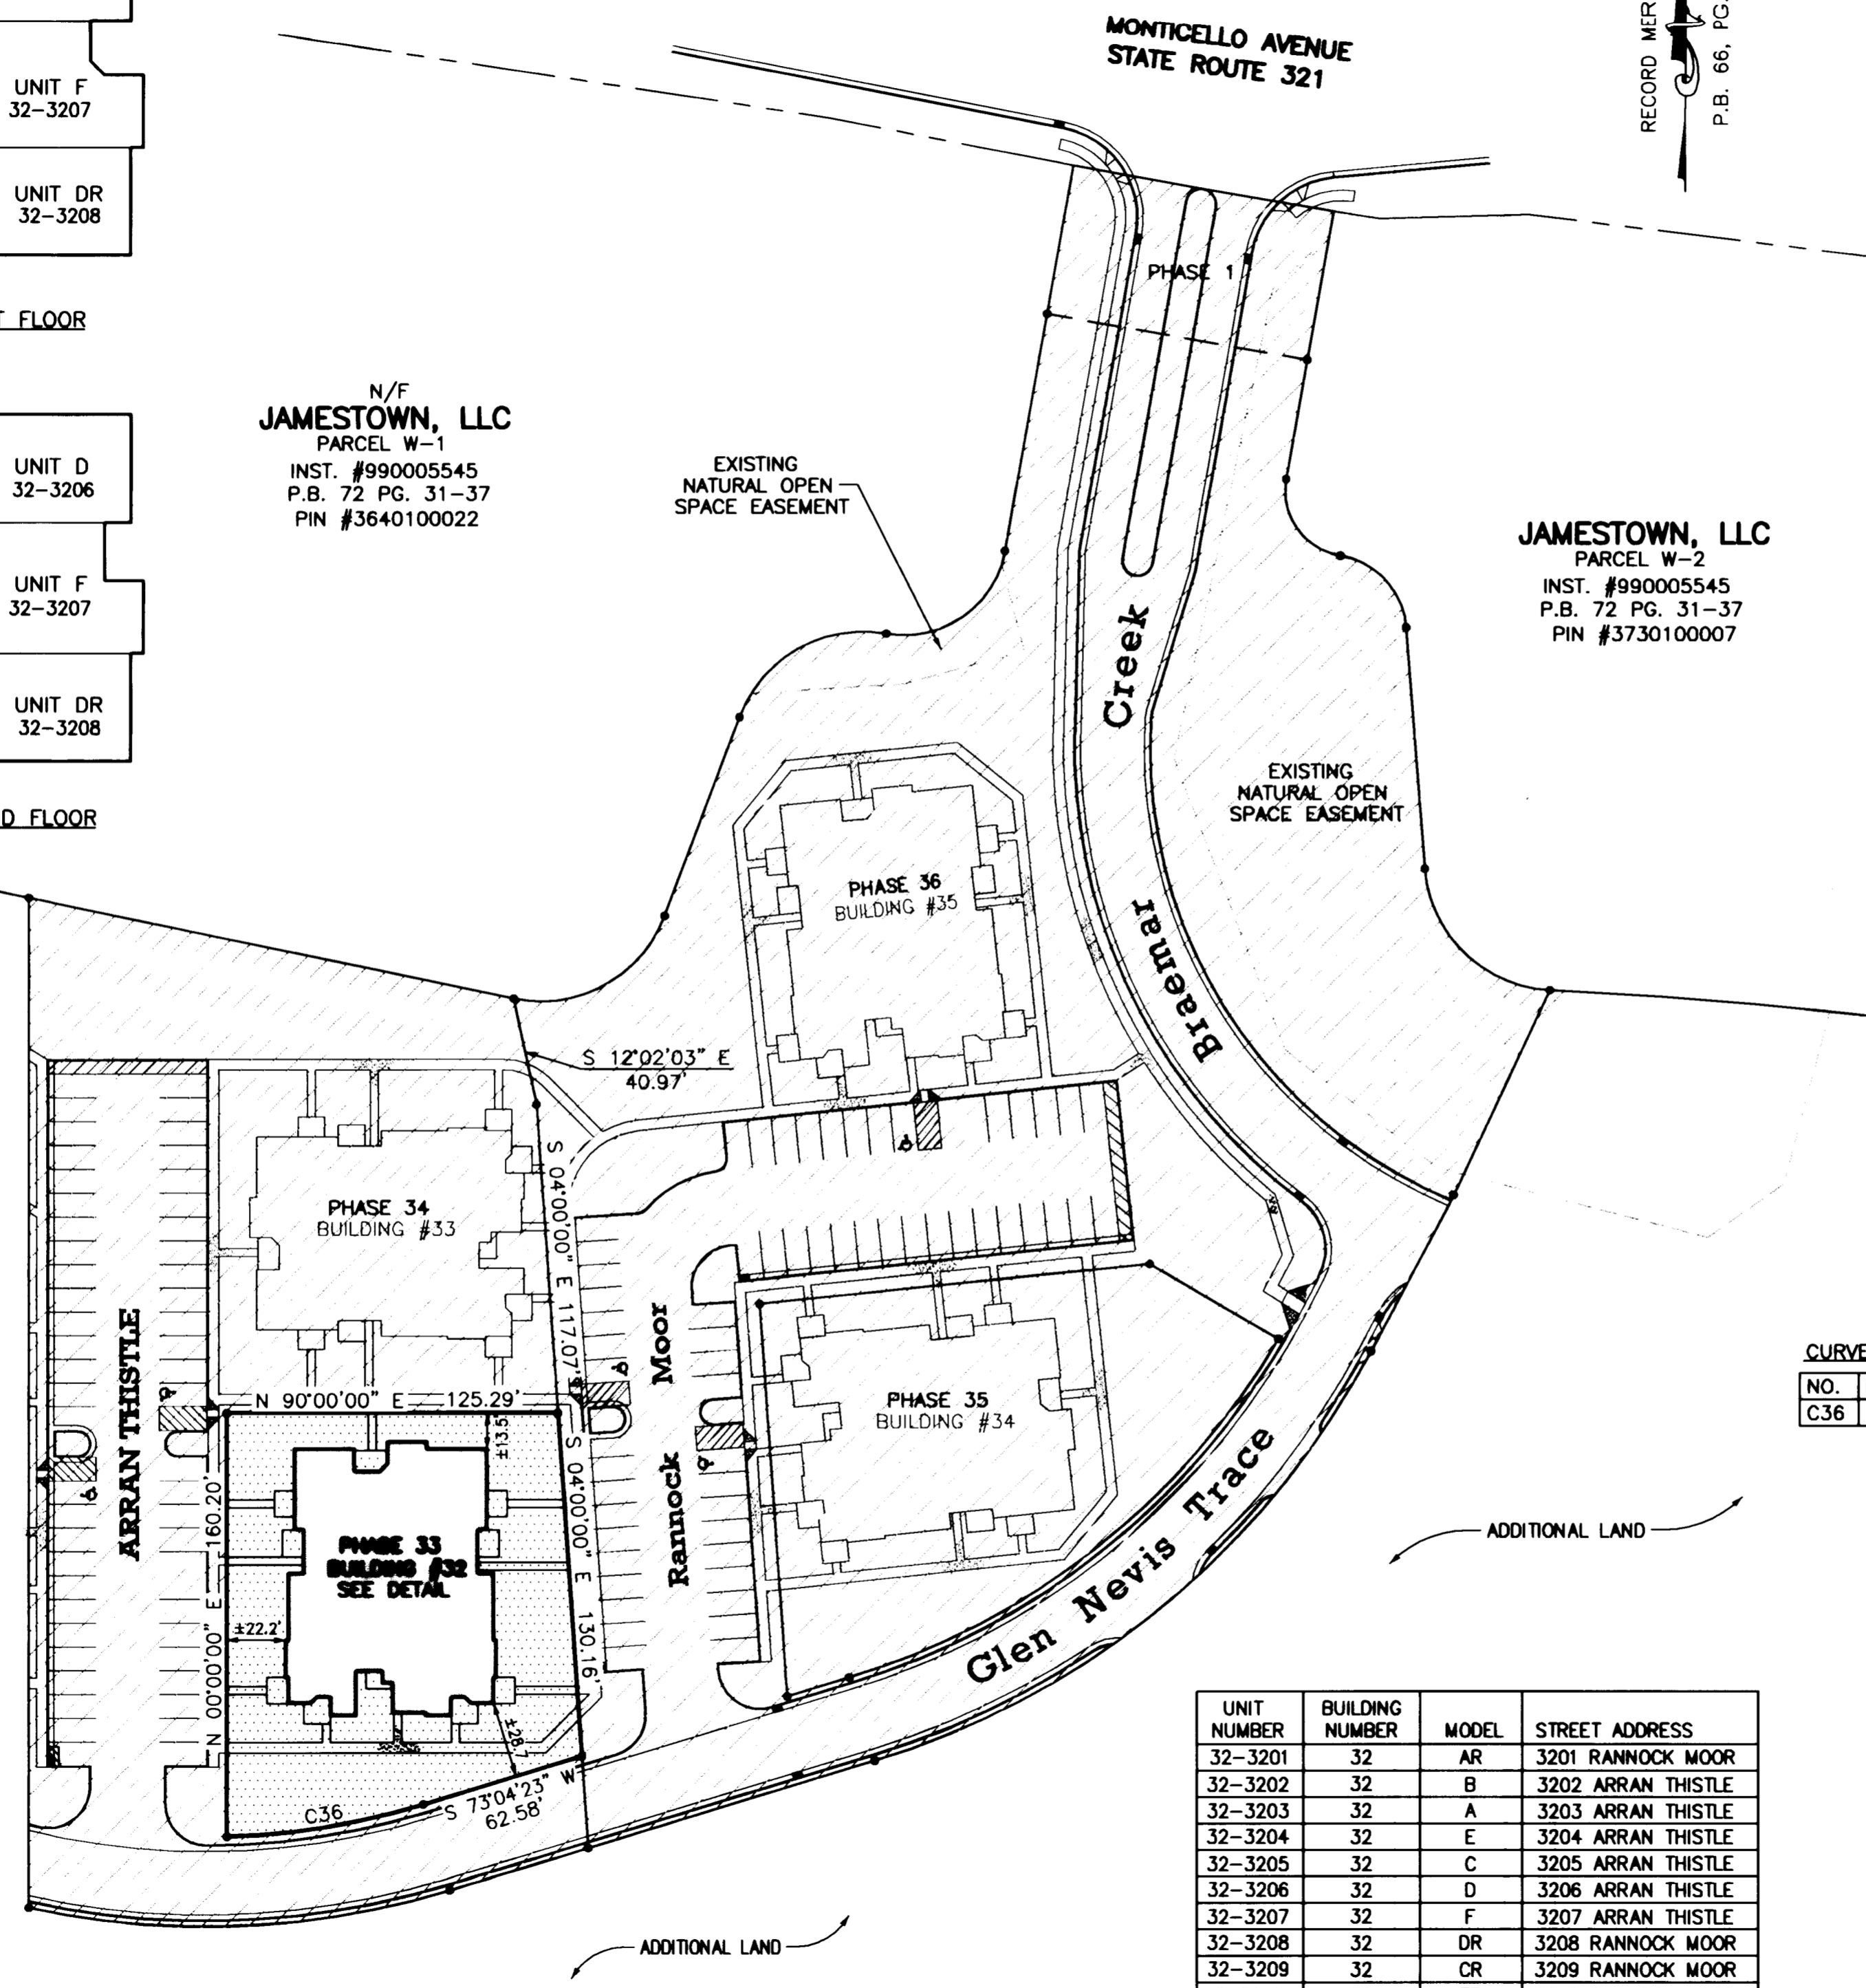 MONTICELLO AVENUE
STATE ROUTE 321
RECORD MER
P.B. 66, PG.
UNIT F
32-3207
UNIT DR
32-3208
T FLOOR
UNIT D
32-3206
UNIT F
32-3207
UNIT DR
32-3208
D FLOOR
N/F
JAMESTOWN, LLC
PARCEL W-1
INST. #990005545
P.B. 72 PG. 31-37
PIN #3640100022
EXISTING
NATURAL OPEN
SPACE EASEMENT
PHASE 1
JAMESTOWN, LLC
PARCEL W-2
INST. #990005545
P.B. 72 PG. 31-37
PIN #3730100007
Creek
Braemar
EXISTING
NATURAL OPEN
SPACE EASEMENT
PHASE 36
BUILDING #35
S 12°02'03" E
40.97'
S 04°00'00" E 117.07'
PHASE 34
BUILDING #33
ARRAN THISTLE
N 90°00'00" E 125.29'
±13.5'
Rannock Moor
PHASE 35
BUILDING #34
Glen Nevis Trace
N 00°00'00" E 160.20'
PHASE 33
BUILDING #32
SEE DETAIL
±22.2'
S 04°00'00" E 130.16'
±28.7'
C36
S 73°04'23" W
62.58'
CURVE
NO.
C36
ADDITIONAL LAND
ADDITIONAL LAND
UNIT NUMBER BUILDING NUMBER MODEL STREET ADDRESS
32-3201 32 AR 3201 RANNOCK MOOR
32-3202 32 B 3202 ARRAN THISTLE
32-3203 32 A 3203 ARRAN THISTLE
32-3204 32 E 3204 ARRAN THISTLE
32-3205 32 C 3205 ARRAN THISTLE
32-3206 32 D 3206 ARRAN THISTLE
32-3207 32 F 3207 ARRAN THISTLE
32-3208 32 DR 3208 RANNOCK MOOR
32-3209 32 CR 3209 RANNOCK MOOR